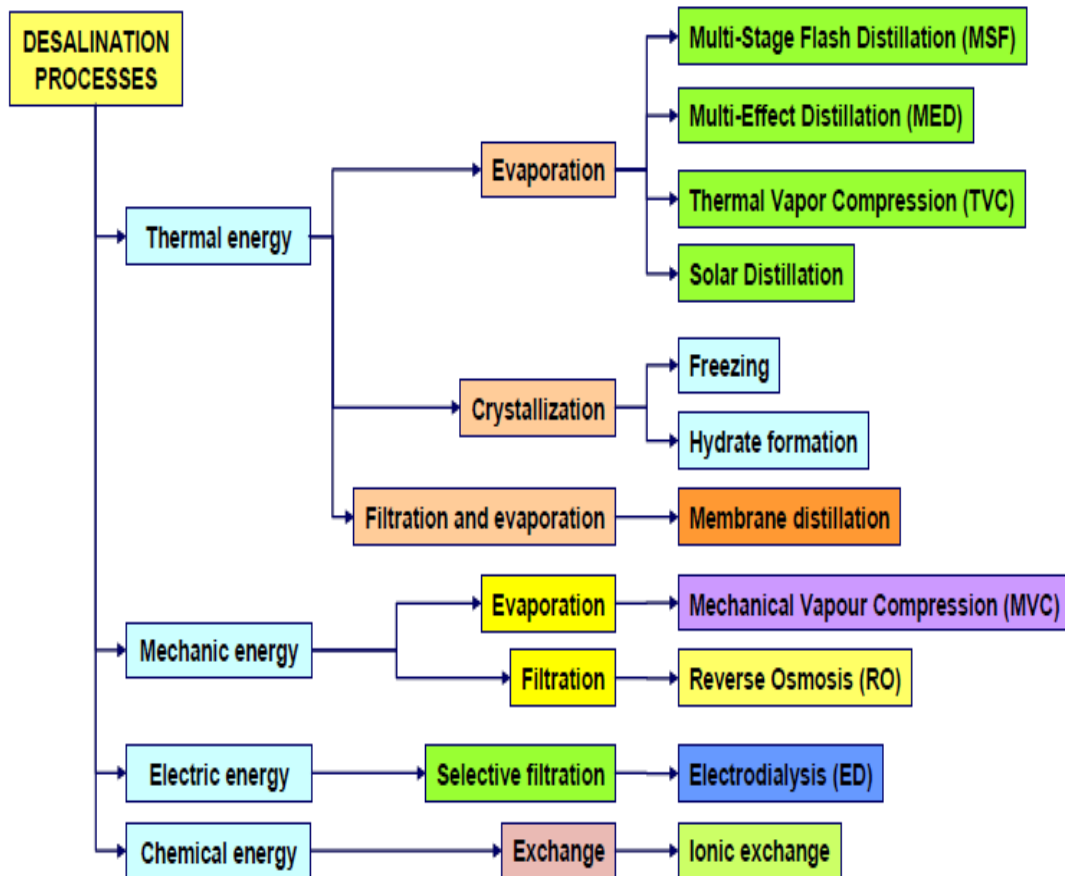 DESALINATION
PROCESSES
Multi-Stage Flash Distillation (MSF)
Multi-Effect Distillation (MED)
Evaporation
Thermal Vapor Compression (TVC)
Thermal energy
Solar Distillation
Freezing
Crystallization
Hydrate formation
Filtration and evaporation
Membrane distillation
Evaporation
Mechanical Vapour Compression (MVC)
Mechanic energy
Filtration
Reverse Osmosis (RO)
Electric energy
Selective filtration
Electrodialysis (ED)
Chemical energy
Exchange
Ionic exchange